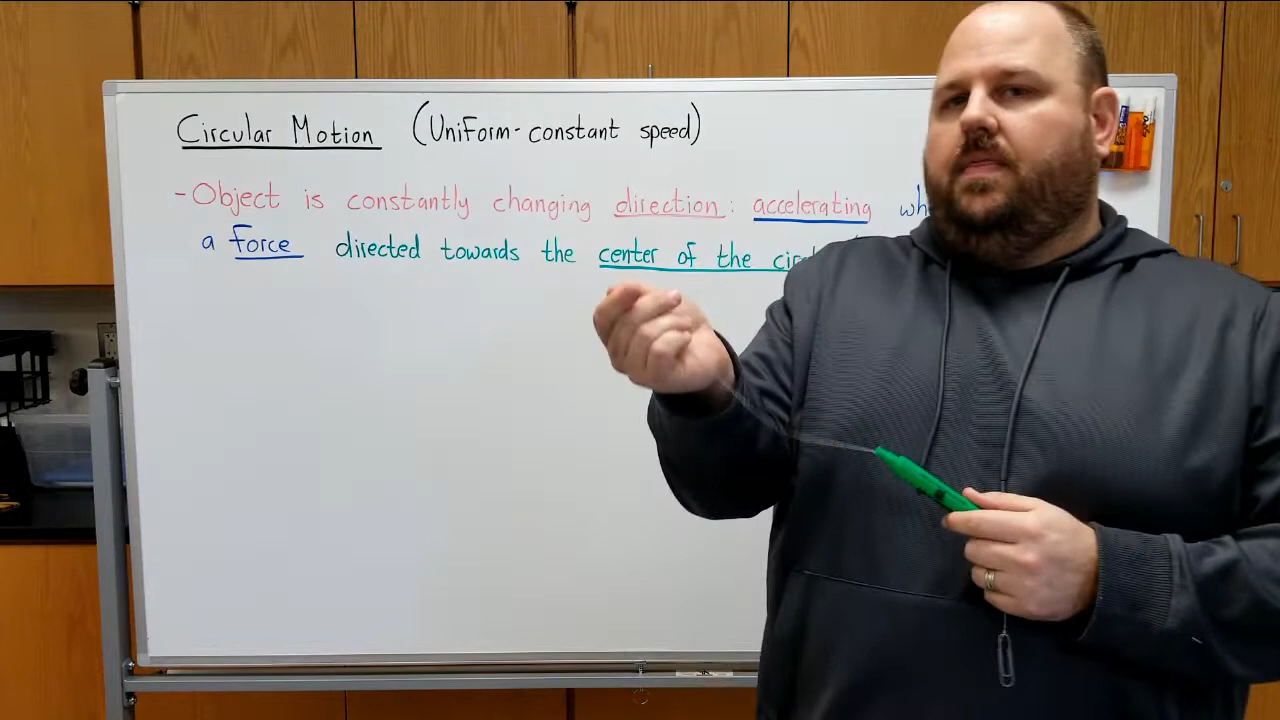 Circular Motion (Uniform-constant speed)
-Object is constantly changing direction: accelerating
a force directed towards the center of the